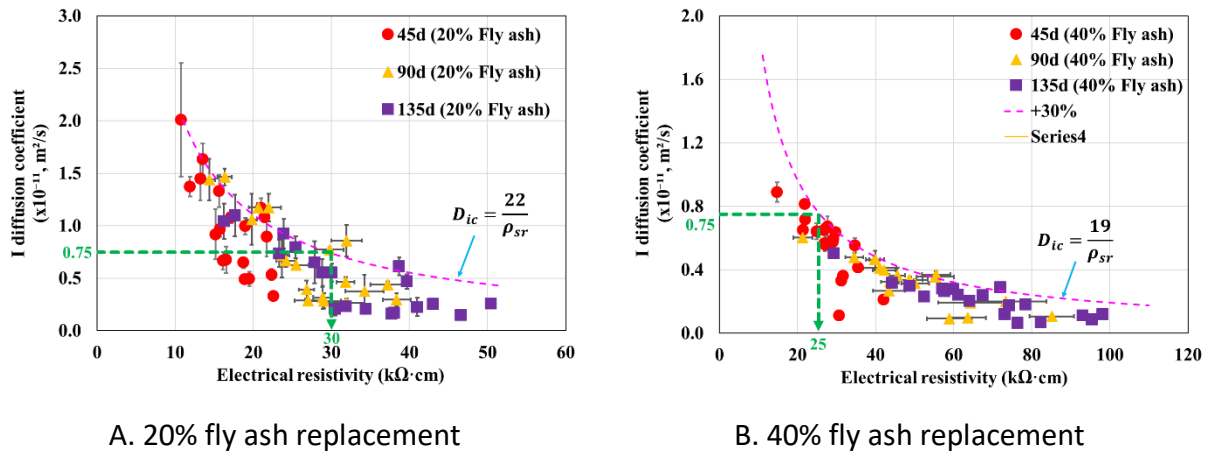 3.0
2.5
2.0
1.5
1.0
0.5
0.0
0.75
I diffusion coefficient
(x10⁻¹¹, m²/s)
45d (20% Fly ash)
90d (20% Fly ash)
135d (20% Fly ash)
D_ic = 22/ρ_sr
30
0 10 20 30 40 50 60
Electrical resistivity (kΩ·cm)
A. 20% fly ash replacement
2.0
1.6
1.2
0.8
0.4
0.0
0.75
I diffusion coefficient
(x10⁻¹¹, m²/s)
45d (40% Fly ash)
90d (40% Fly ash)
135d (40% Fly ash)
+30%
Series4
D_ic = 19/ρ_sr
25
0 20 40 60 80 100 120
Electrical resistivity (kΩ·cm)
B. 40% fly ash replacement